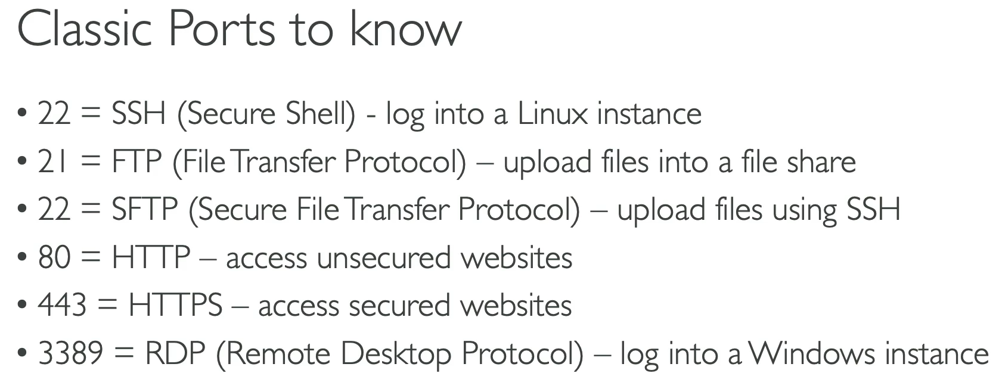 Classic Ports to know
• 22 = SSH (Secure Shell) - log into a Linux instance
• 21 = FTP (File Transfer Protocol) – upload files into a file share
• 22 = SFTP (Secure File Transfer Protocol) – upload files using SSH
• 80 = HTTP – access unsecured websites
• 443 = HTTPS – access secured websites
• 3389 = RDP (Remote Desktop Protocol) – log into a Windows instance